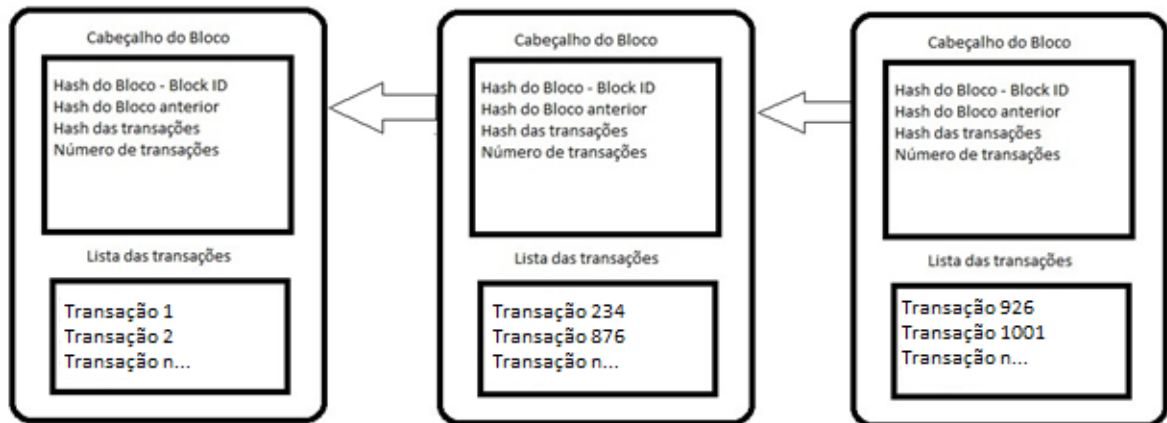 Cabeçalho do Bloco
Hash do Bloco - Block ID
Hash do Bloco anterior
Hash das transações
Número de transações
Lista das transações
Transação 1
Transação 2
Transação n...
Cabeçalho do Bloco
Hash do Bloco - Block ID
Hash do Bloco anterior
Hash das transações
Número de transações
Lista das transações
Transação 234
Transação 876
Transação n...
Cabeçalho do Bloco
Hash do Bloco - Block ID
Hash do Bloco anterior
Hash das transações
Número de transações
Lista das transações
Transação 926
Transação 1001
Transação n...